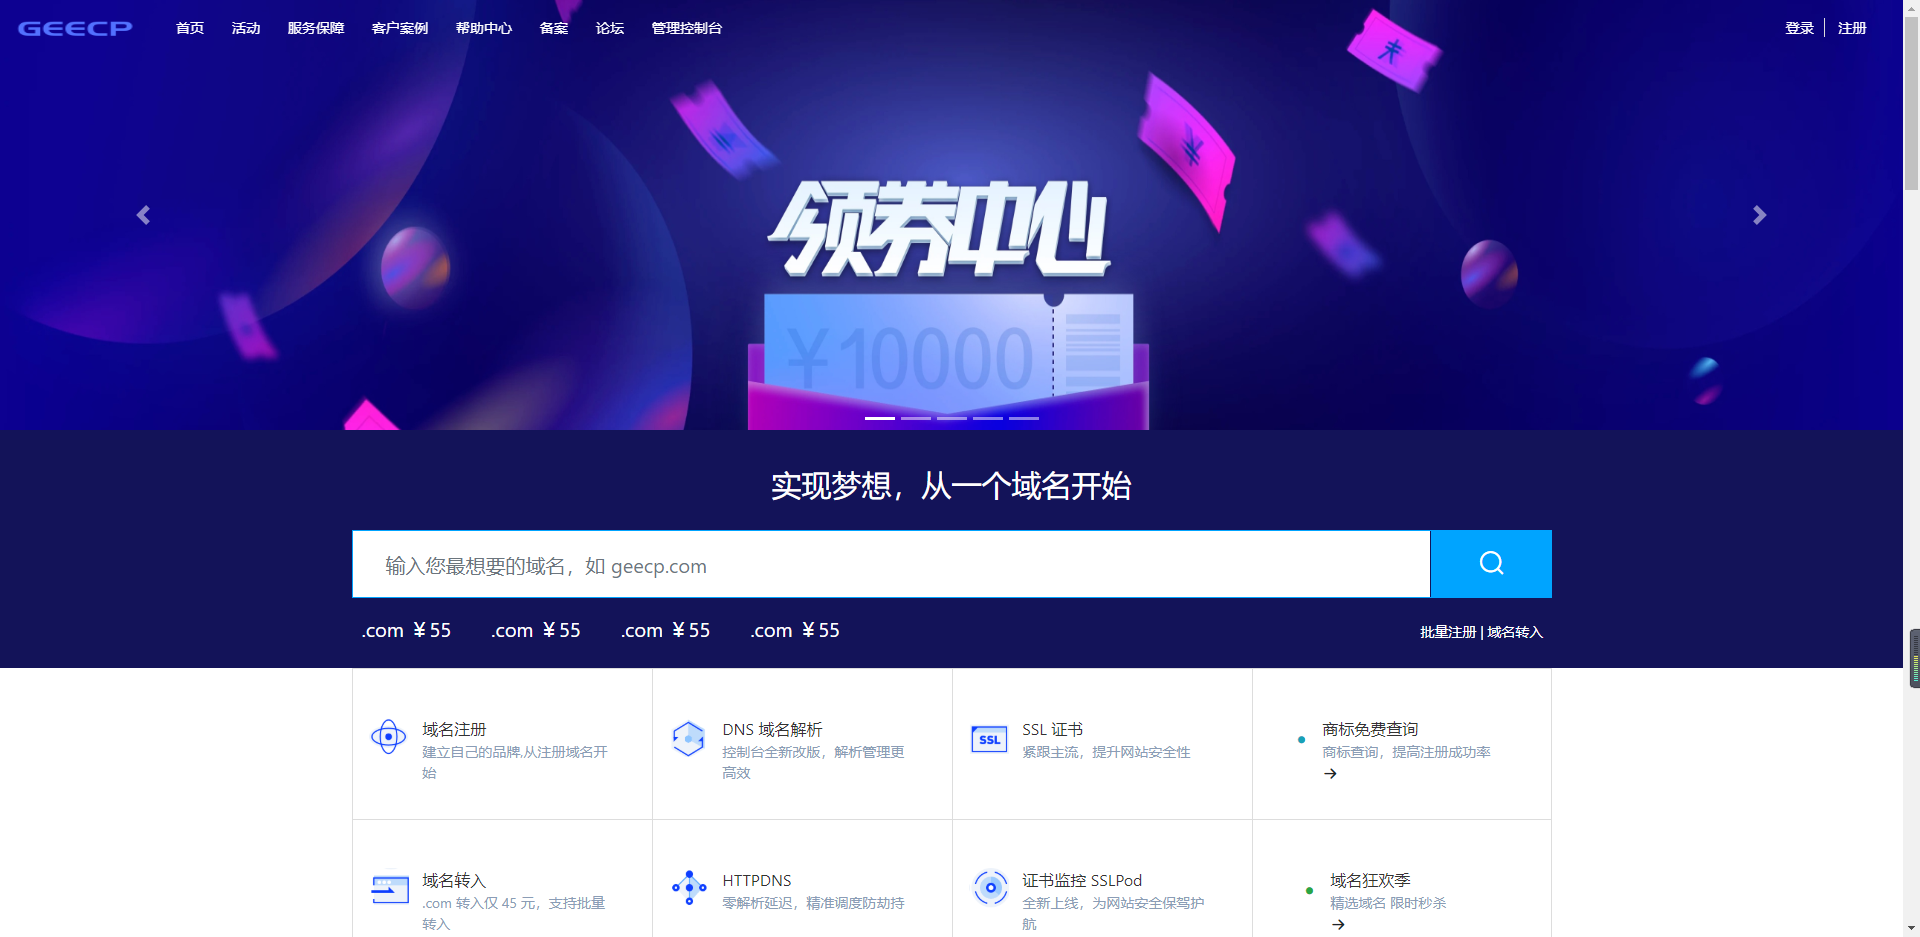 GEECP 首页 活动 服务保障 客户案例 帮助中心 备案 论坛 管理控制台 登录 注册
领券中心
¥10000
实现梦想，从一个域名开始
输入您最想要的域名，如 geecp.com
.com ￥55 .com ￥55 .com ￥55 .com ￥55 批量注册 | 域名转入
域名注册
建立自己的品牌,从注册域名开
始
DNS 域名解析
控制台全新改版，解析管理更
高效
SSL
SSL 证书
紧跟主流，提升网站安全性
商标免费查询
商标查询，提高注册成功率
域名转入
.com 转入仅 45 元，支持批量
转入
HTTPDNS
零解析延迟，精准调度防劫持
证书监控 SSLPod
全新上线，为网站安全保驾护
航
域名狂欢季
精选域名 限时秒杀